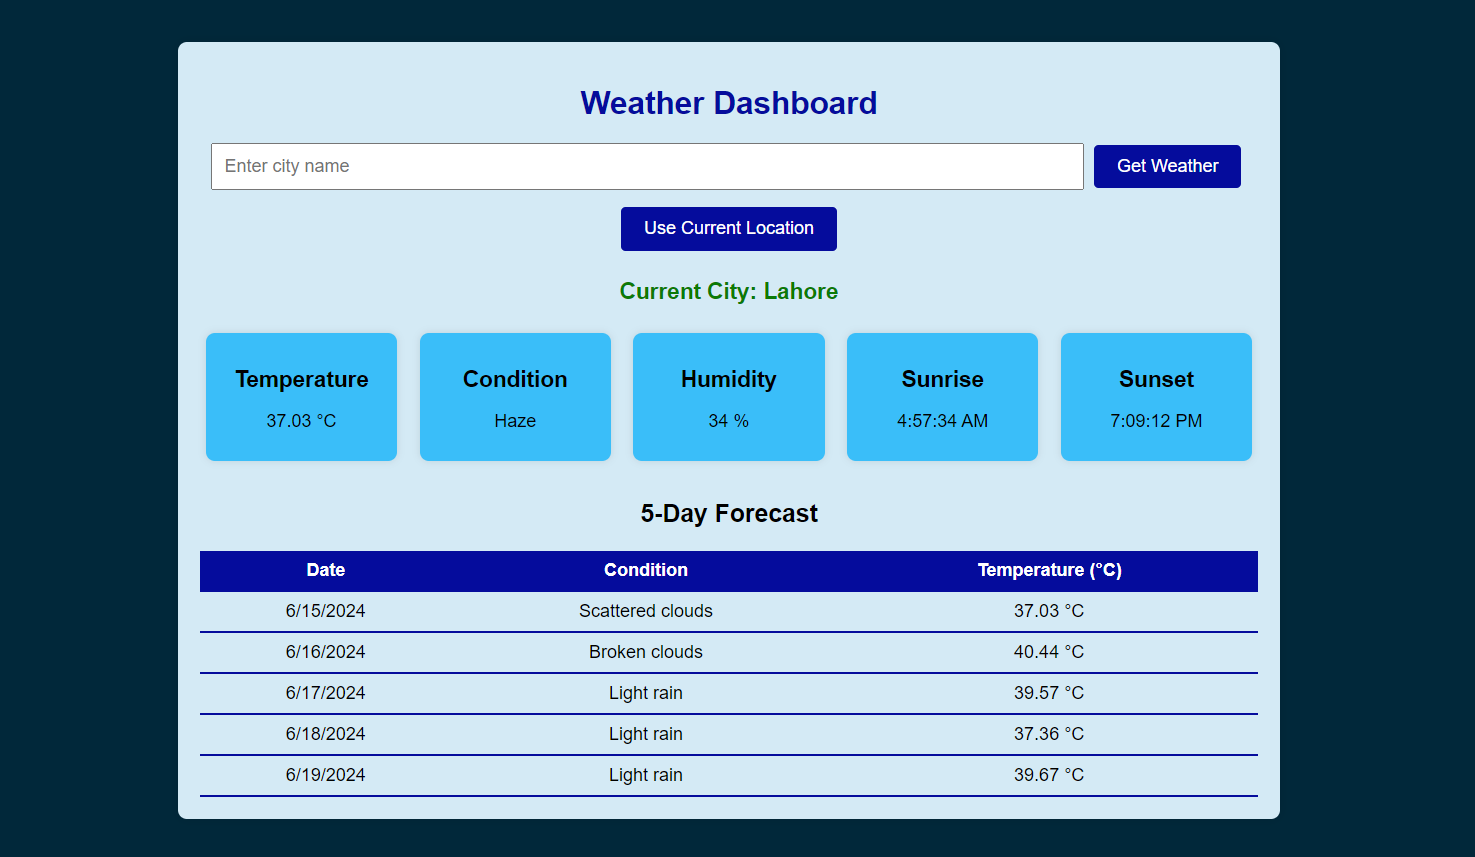 Weather Dashboard
Enter city name Get Weather
Use Current Location
Current City: Lahore
Temperature Condition Humidity Sunrise Sunset
37.03 °C Haze 34 % 4:57:34 AM 7:09:12 PM
5-Day Forecast
Date Condition Temperature (°C)
6/15/2024 Scattered clouds 37.03 °C
6/16/2024 Broken clouds 40.44 °C
6/17/2024 Light rain 39.57 °C
6/18/2024 Light rain 37.36 °C
6/19/2024 Light rain 39.67 °C